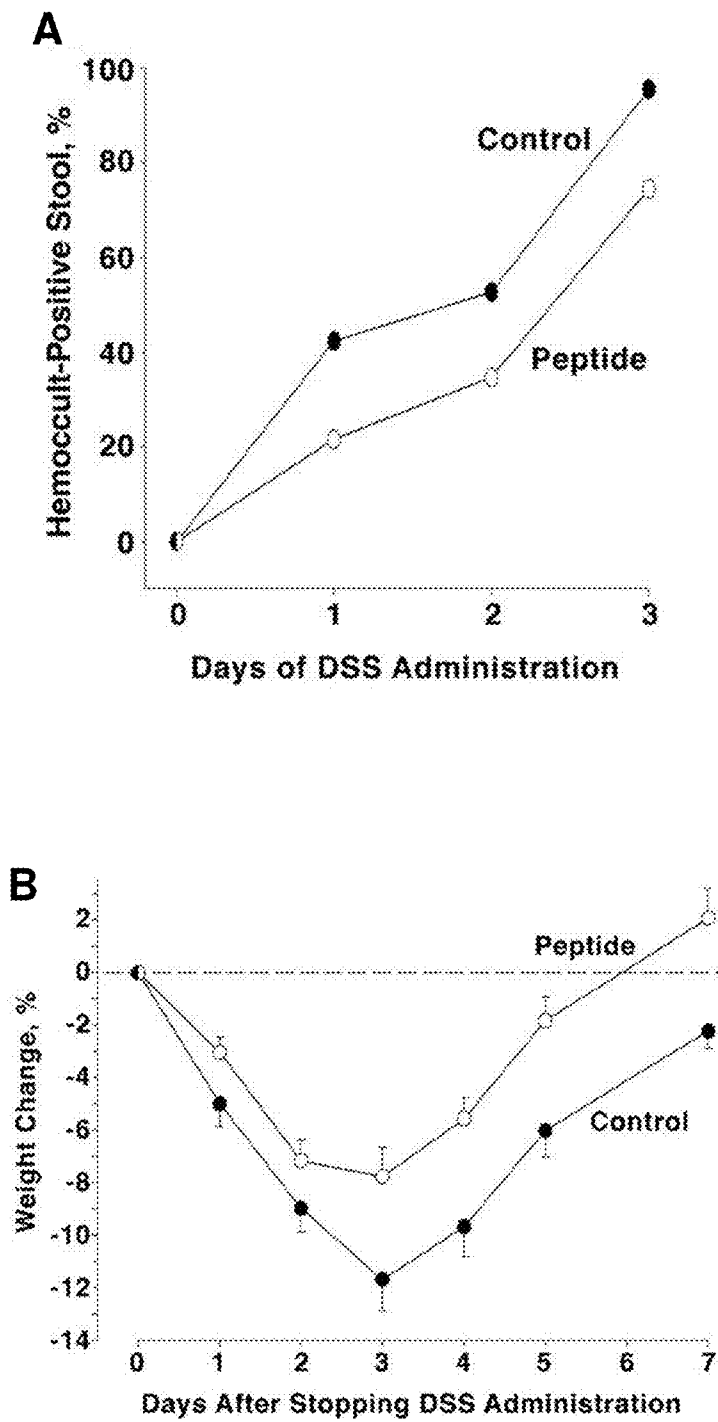 A
100
80
60
40
20
0
Hemoccult-Positive Stool, %
Control
Peptide
0 1 2 3
Days of DSS Administration
B
2
0
-2
-4
-6
-8
-10
-12
-14
Weight Change, %
Peptide
Control
0 1 2 3 4 5 6 7
Days After Stopping DSS Administration